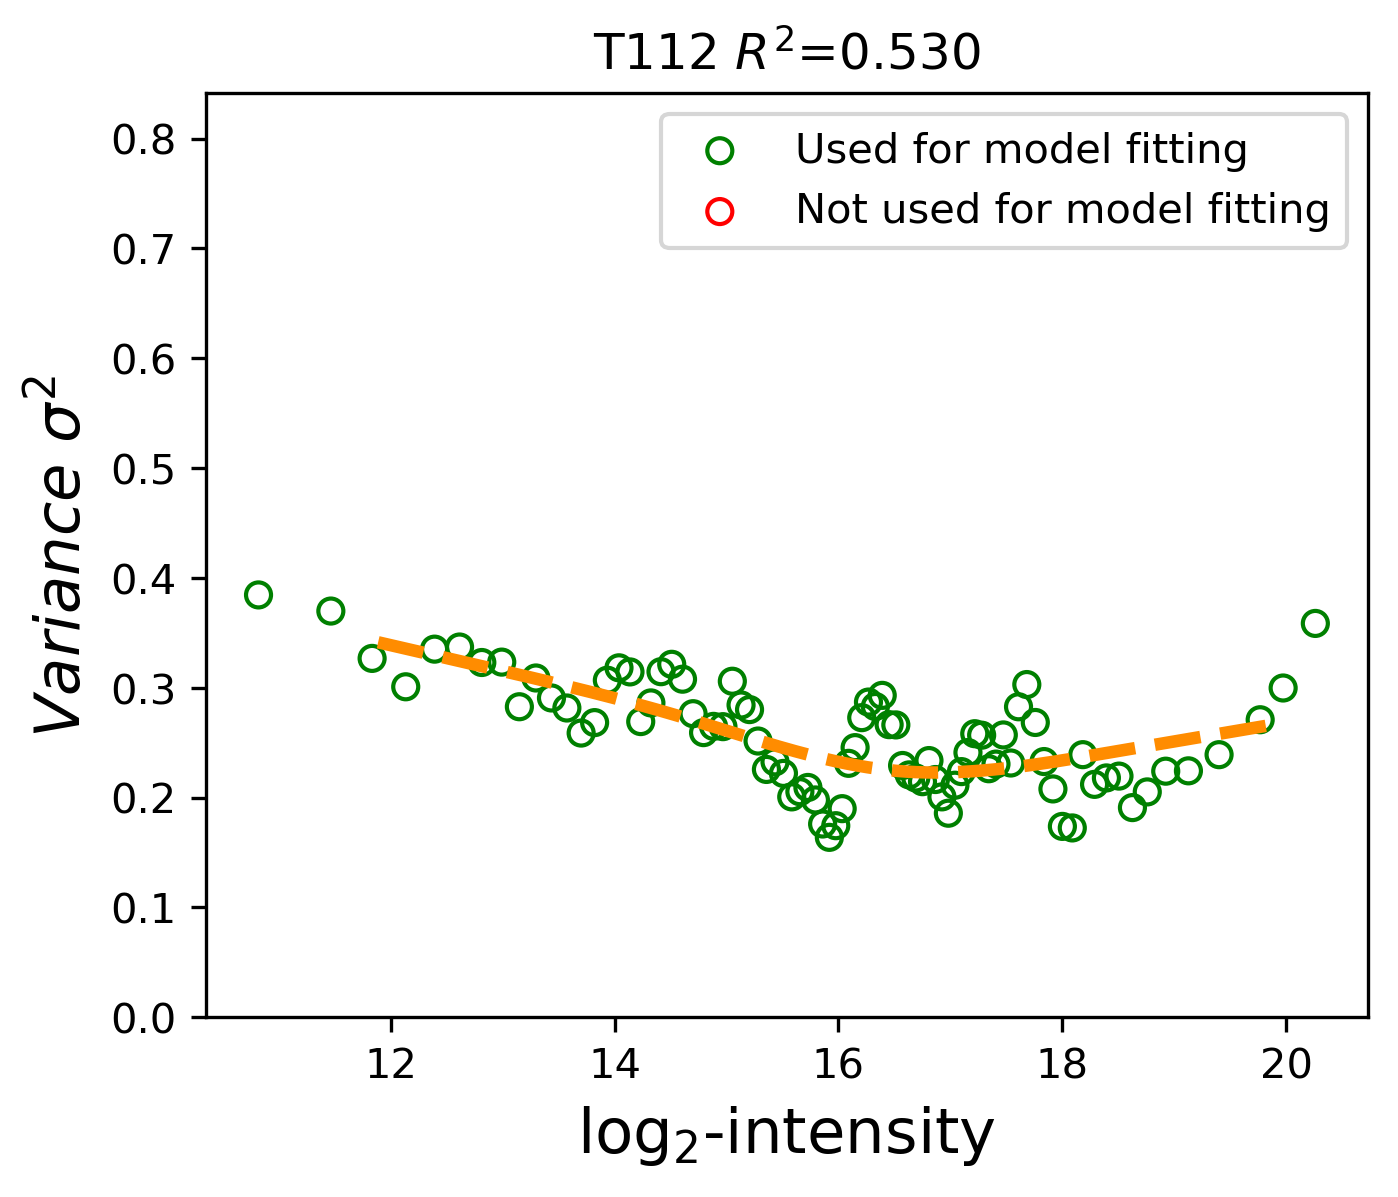 T112 R²=0.530
Used for model fitting
Not used for model fitting
0.8
0.7
0.6
0.5
0.4
0.3
0.2
0.1
0.0
Variance σ²
12 14 16 18 20
log₂-intensity